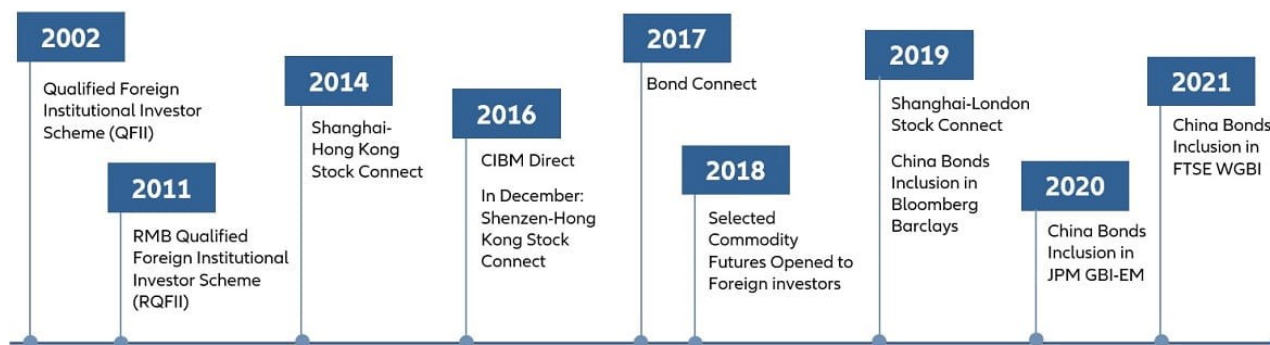 2002
Qualified Foreign
Institutional Investor
Scheme (QFII)
2011
RMB Qualified
Foreign Institutional
Investor Scheme
(RQFII)
2014
Shanghai-
Hong Kong
Stock Connect
2016
CIBM Direct
In December:
Shenzen-Hong
Kong Stock
Connect
2017
Bond Connect
2018
Selected
Commodity
Futures Opened to
Foreign investors
2019
Shanghai-London
Stock Connect
China Bonds
Inclusion in
Bloomberg
Barclays
2020
China Bonds
Inclusion in
JPM GBI-EM
2021
China Bonds
Inclusion in
FTSE WGBI